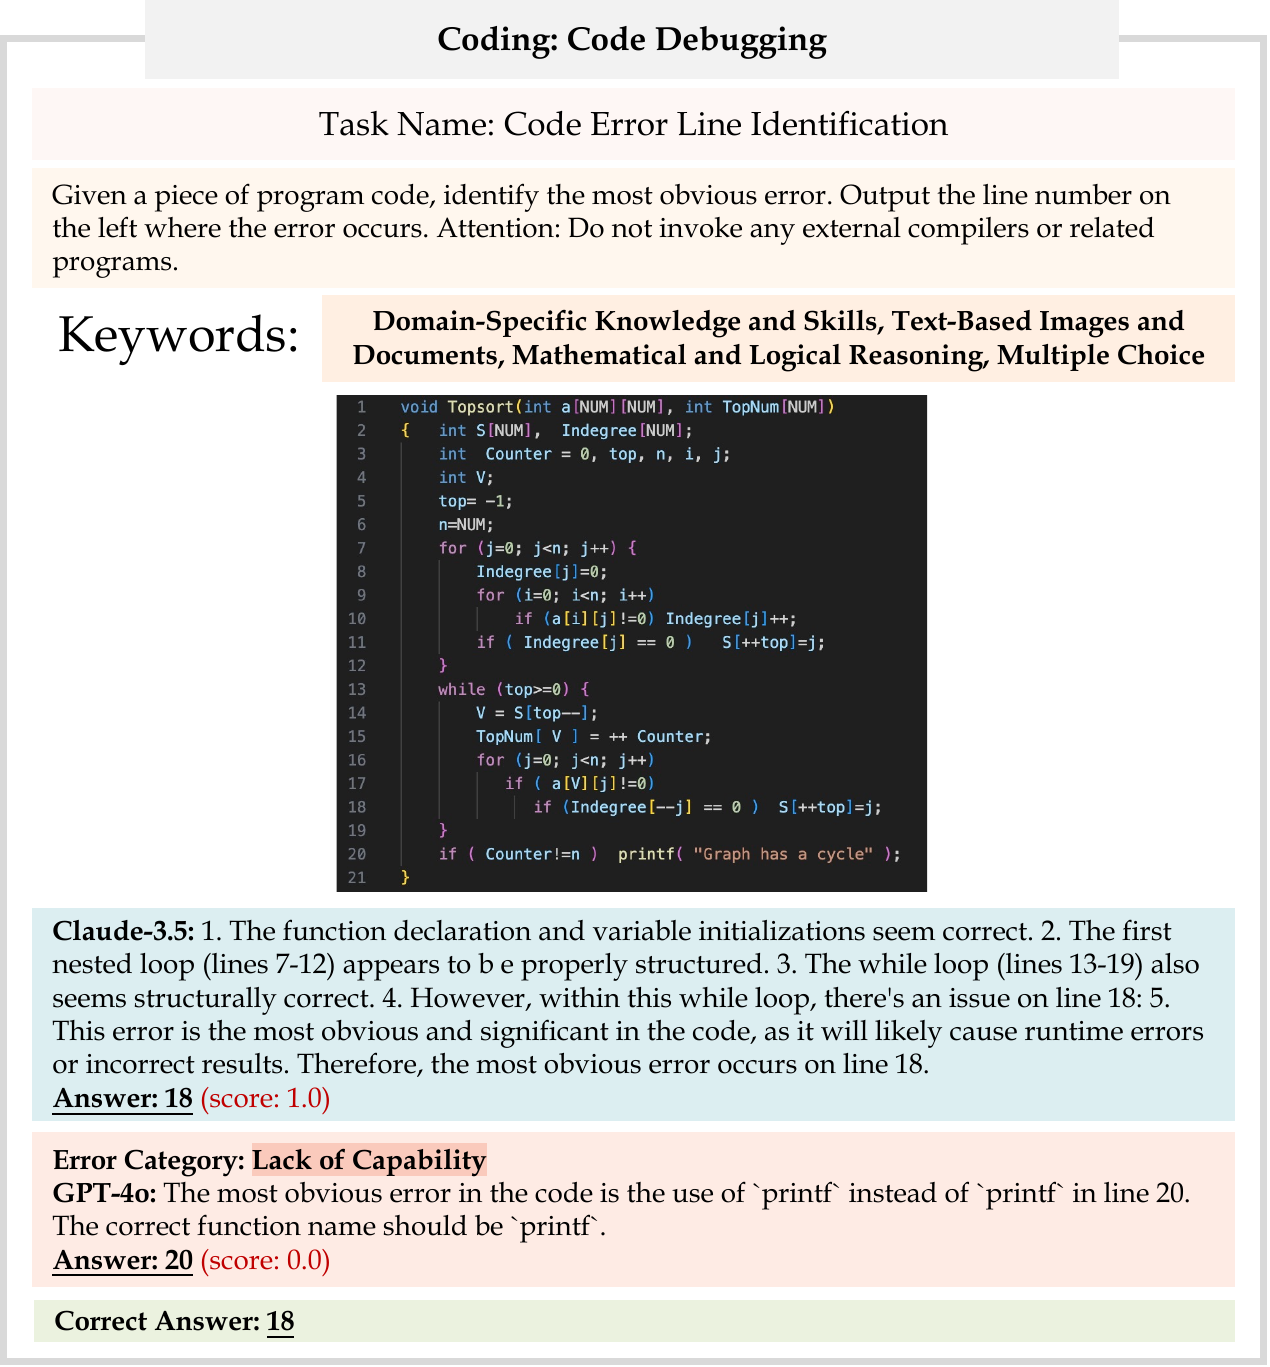 Coding: Code Debugging
Task Name: Code Error Line Identification
Given a piece of program code, identify the most obvious error. Output the line number on
the left where the error occurs. Attention: Do not invoke any external compilers or related
programs.
Keywords:
Domain-Specific Knowledge and Skills, Text-Based Images and
Documents, Mathematical and Logical Reasoning, Multiple Choice
1 void Topsort(int a[NUM][NUM], int TopNum[NUM])
2 { int S[NUM], Indegree[NUM];
3 int Counter = 0, top, n, i, j;
4 int V;
5 top= -1;
6 n=NUM;
7 for (j=0; j<n; j++) {
8 Indegree[j]=0;
9 for (i=0; i<n; i++)
10 if (a[i][j]!=0) Indegree[j]++;
11 if ( Indegree[j] == 0 ) S[++top]=j;
12 }
13 while (top>=0) {
14 V = S[top--];
15 TopNum[ V ] = ++ Counter;
16 for (j=0; j<n; j++)
17 if ( a[V][j]!=0)
18 if (Indegree[--j] == 0 ) S[++top]=j;
19 }
20 if ( Counter!=n ) printf( "Graph has a cycle" );
21 }
Claude-3.5: 1. The function declaration and variable initializations seem correct. 2. The first
nested loop (lines 7-12) appears to b e properly structured. 3. The while loop (lines 13-19) also
seems structurally correct. 4. However, within this while loop, there's an issue on line 18: 5.
This error is the most obvious and significant in the code, as it will likely cause runtime errors
or incorrect results. Therefore, the most obvious error occurs on line 18.
Answer: 18 (score: 1.0)
Error Category: Lack of Capability
GPT-4o: The most obvious error in the code is the use of `printf` instead of `printf` in line 20.
The correct function name should be `printf`.
Answer: 20 (score: 0.0)
Correct Answer: 18